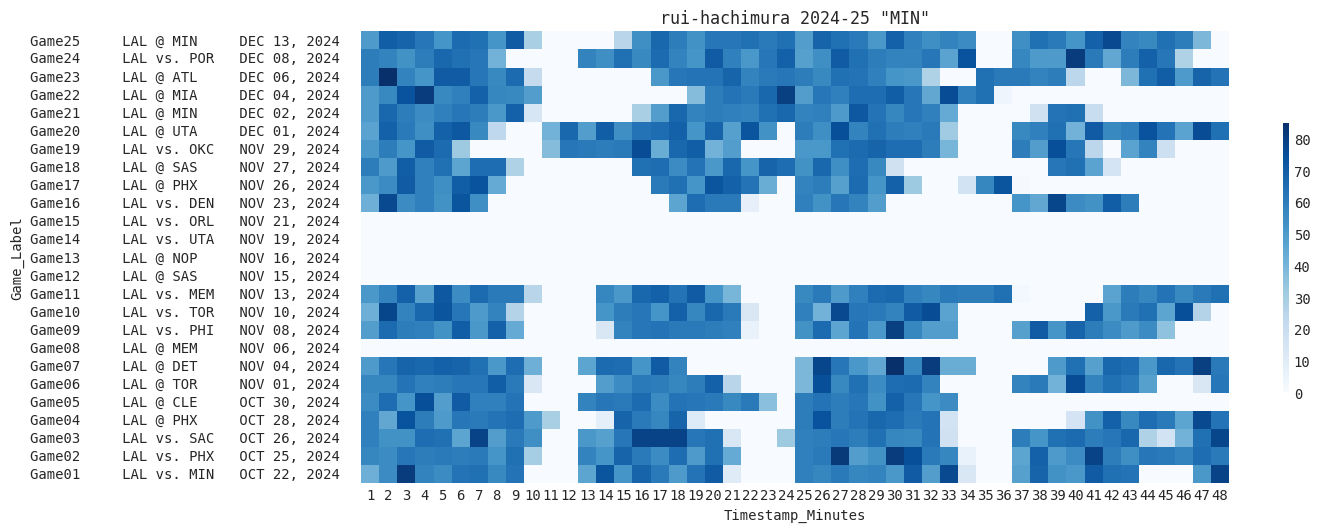 rui-hachimura 2024-25 "MIN"
Game_Label
Game25 LAL @ MIN DEC 13, 2024
Game24 LAL vs. POR DEC 08, 2024
Game23 LAL @ ATL DEC 06, 2024
Game22 LAL @ MIA DEC 04, 2024
Game21 LAL @ MIN DEC 02, 2024
Game20 LAL @ UTA DEC 01, 2024
Game19 LAL vs. OKC NOV 29, 2024
Game18 LAL @ SAS NOV 27, 2024
Game17 LAL @ PHX NOV 26, 2024
Game16 LAL vs. DEN NOV 23, 2024
Game15 LAL vs. ORL NOV 21, 2024
Game14 LAL vs. UTA NOV 19, 2024
Game13 LAL @ NOP NOV 16, 2024
Game12 LAL @ SAS NOV 15, 2024
Game11 LAL vs. MEM NOV 13, 2024
Game10 LAL vs. TOR NOV 10, 2024
Game09 LAL vs. PHI NOV 08, 2024
Game08 LAL @ MEM NOV 06, 2024
Game07 LAL @ DET NOV 04, 2024
Game06 LAL @ TOR NOV 01, 2024
Game05 LAL @ CLE OCT 30, 2024
Game04 LAL @ PHX OCT 28, 2024
Game03 LAL vs. SAC OCT 26, 2024
Game02 LAL vs. PHX OCT 25, 2024
Game01 LAL vs. MIN OCT 22, 2024
1 2 3 4 5 6 7 8 9 10 11 12 13 14 15 16 17 18 19 20 21 22 23 24 25 26 27 28 29 30 31 32 33 34 35 36 37 38 39 40 41 42 43 44 45 46 47 48
Timestamp_Minutes
80
70
60
50
40
30
20
10
0